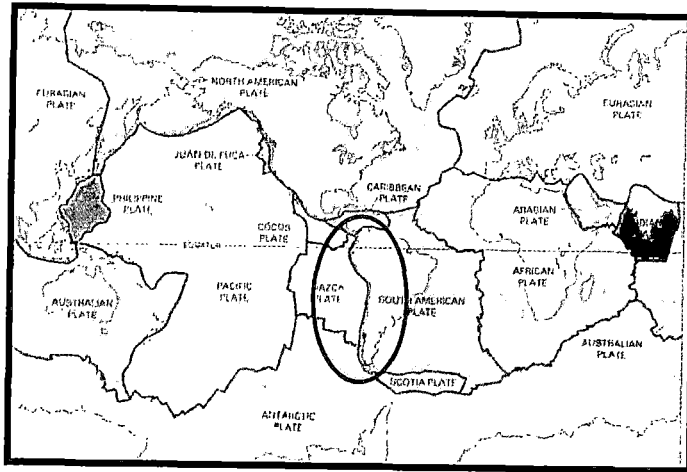 NORTH AMERICAN
PLATE
EURASIAN
PLATE
EURASIAN
PLATE
JUAN DE FUCA
PLATE
CARIBBEAN
PLATE
PHILIPPINE
PLATE
ARABIAN
PLATE
COCOS
PLATE
EQUATOR
AFRICAN
PLATE
PACIFIC
PLATE
AZCA
PLATE
SOUTH AMERICAN
PLATE
AUSTRALIAN
PLATE
AUSTRALIAN
PLATE
SCOTIA PLATE
ANTARCTIC
PLATE